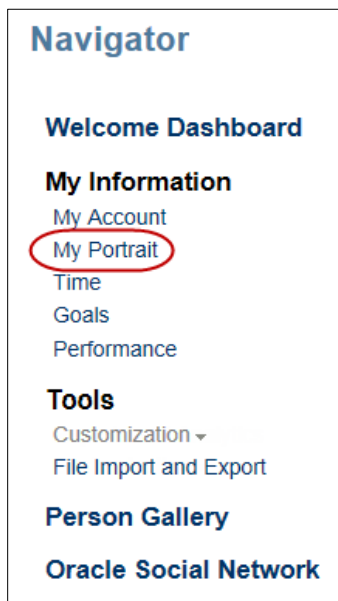 Navigator
Welcome Dashboard
My Information
My Account
My Portrait
Time
Goals
Performance
Tools
Customization
File Import and Export
Person Gallery
Oracle Social Network